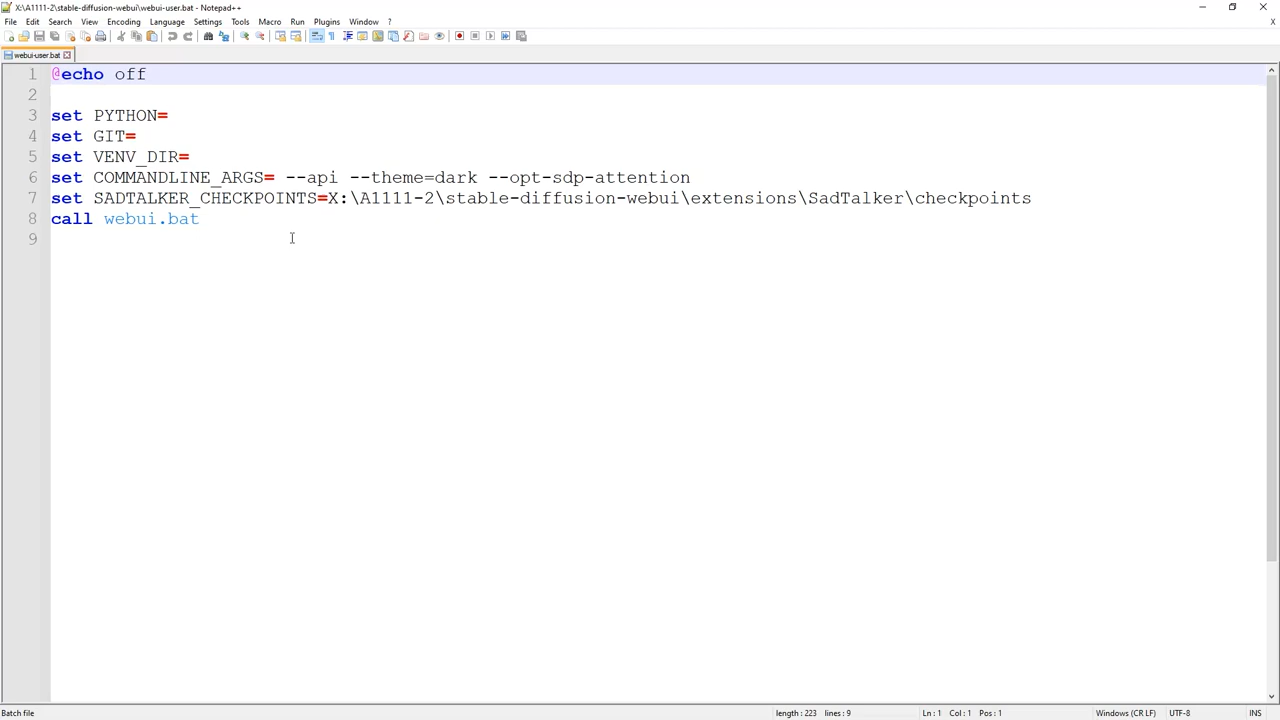 X:\A1111-2\stable-diffusion-webui\webui-user.bat - Notepad++
File Edit Search View Encoding Language Settings Tools Macro Run Plugins Window ? X
webui-user.bat
1 @echo off
2
3 set PYTHON=
4 set GIT=
5 set VENV_DIR=
6 set COMMANDLINE_ARGS= --api --theme=dark --opt-sdp-attention
7 set SADTALKER_CHECKPOINTS=X:\A1111-2\stable-diffusion-webui\extensions\SadTalker\checkpoints
8 call webui.bat
9
Batch file length : 223 lines : 9 Ln : 1 Col : 1 Pos : 1 Windows (CR LF) UTF-8 INS